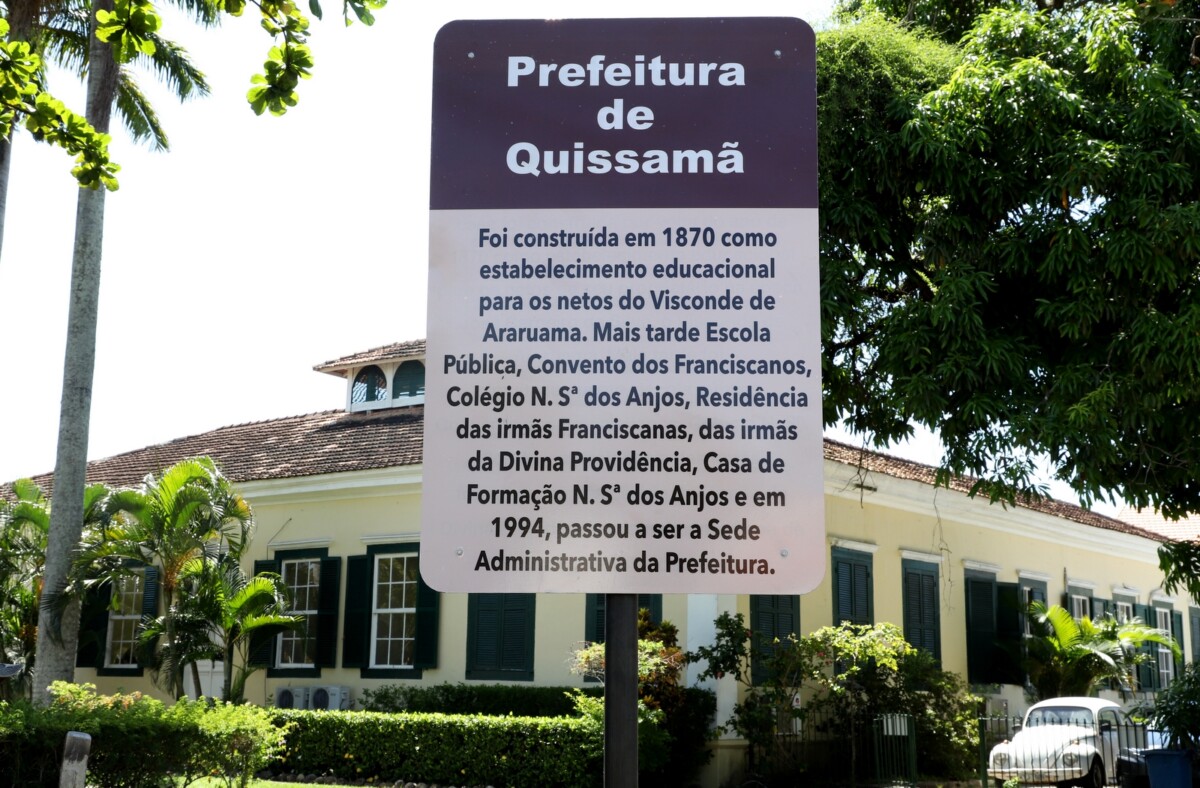 Prefeitura
de
Quissamã
Foi construída em 1870 como
estabelecimento educacional
para os netos do Visconde de
Araruama. Mais tarde Escola
Pública, Convento dos Franciscanos,
Colégio N. Sª dos Anjos, Residência
das irmãs Franciscanas, das irmãs
da Divina Providência, Casa de
Formação N. Sª dos Anjos e em
1994, passou a ser a Sede
Administrativa da Prefeitura.